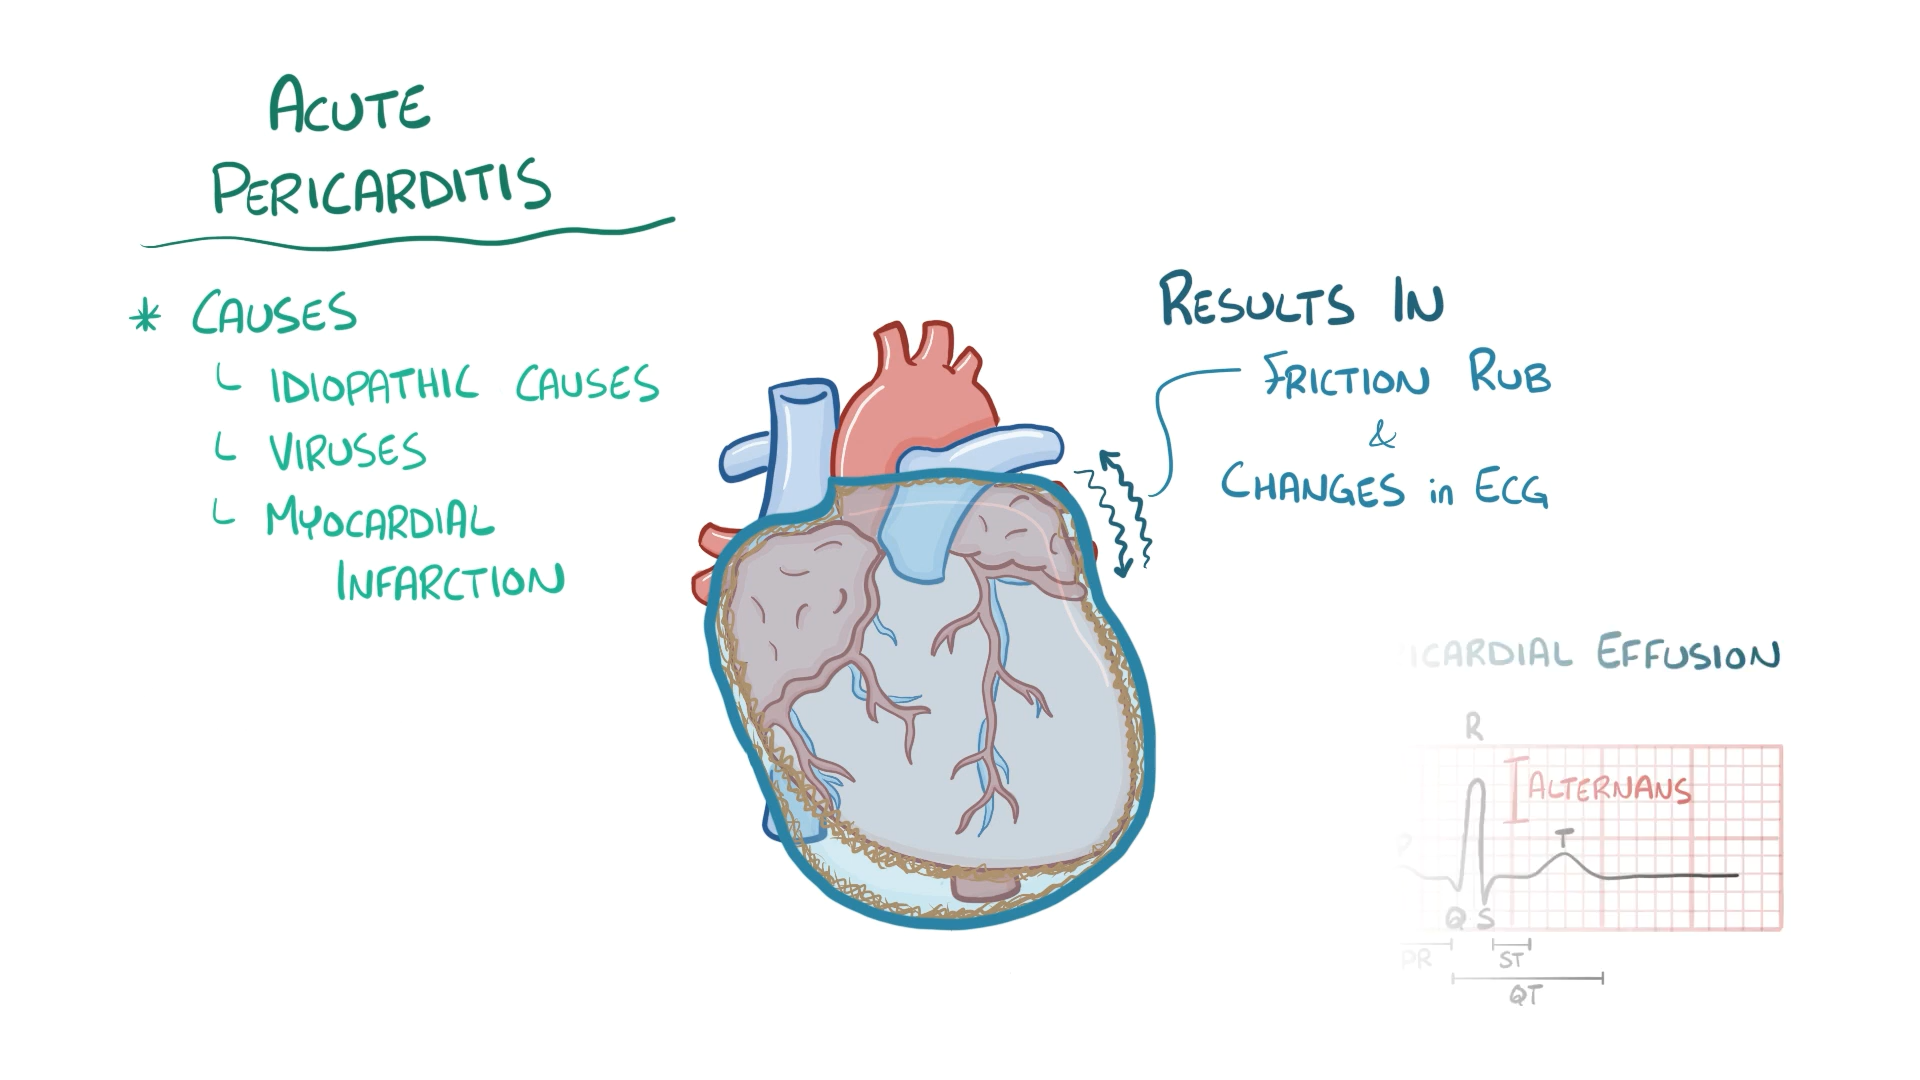 ACUTE
PERICARDITIS
* CAUSES
IDIOPATHIC CAUSES
VIRUSES
MYOCARDIAL
INFARCTION
RESULTS IN
FRICTION RUB
&
CHANGES in ECG
ICARDIAL EFFUSION
R
ALTERNANS
P
T
Q S
PR ST
QT